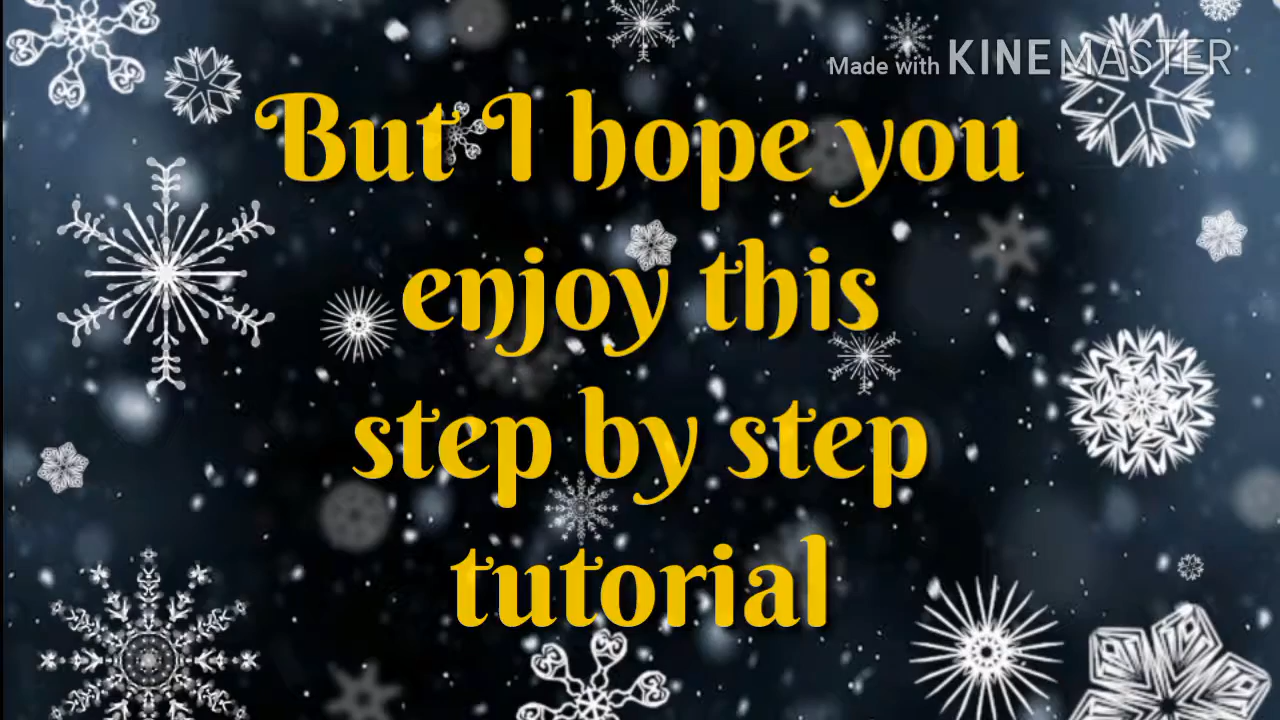 Made with KINEMASTER
But I hope you
enjoy this
step by step
tutorial